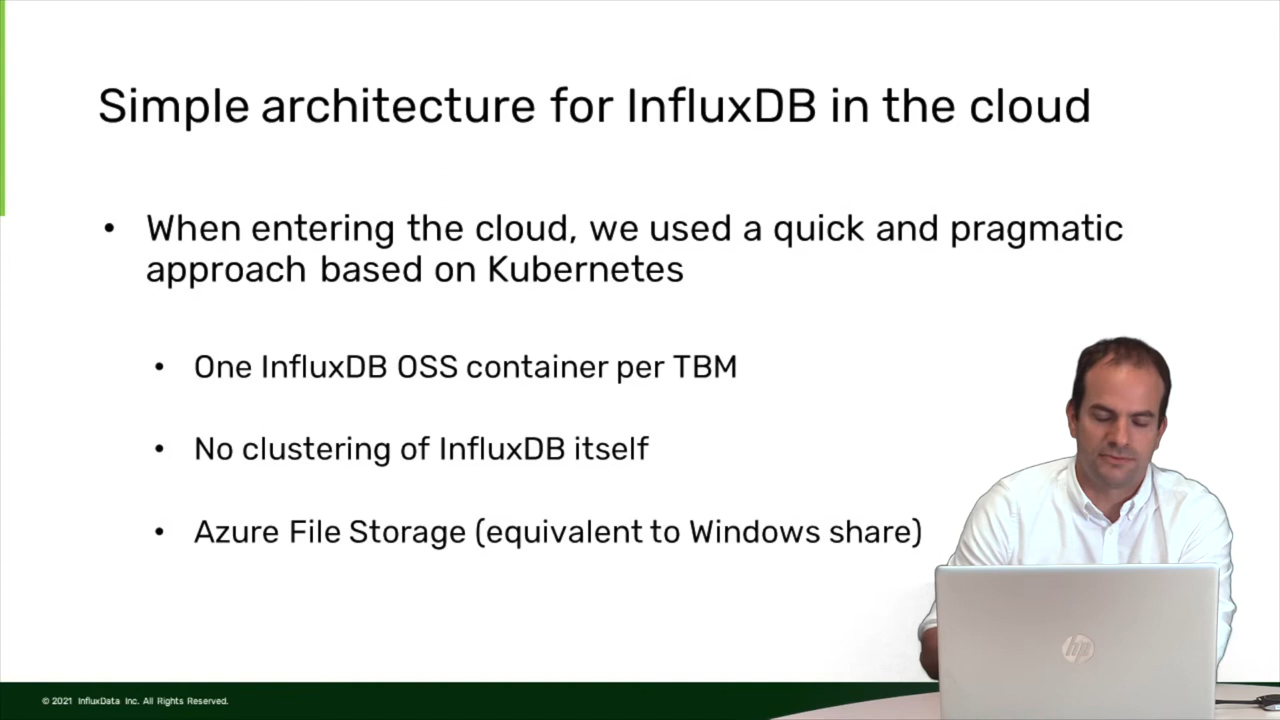 Simple architecture for InfluxDB in the cloud
• When entering the cloud, we used a quick and pragmatic
approach based on Kubernetes
• One InfluxDB OSS container per TBM
• No clustering of InfluxDB itself
• Azure File Storage (equivalent to Windows share)
hp
© 2021 InfluxData Inc. All Rights Reserved.